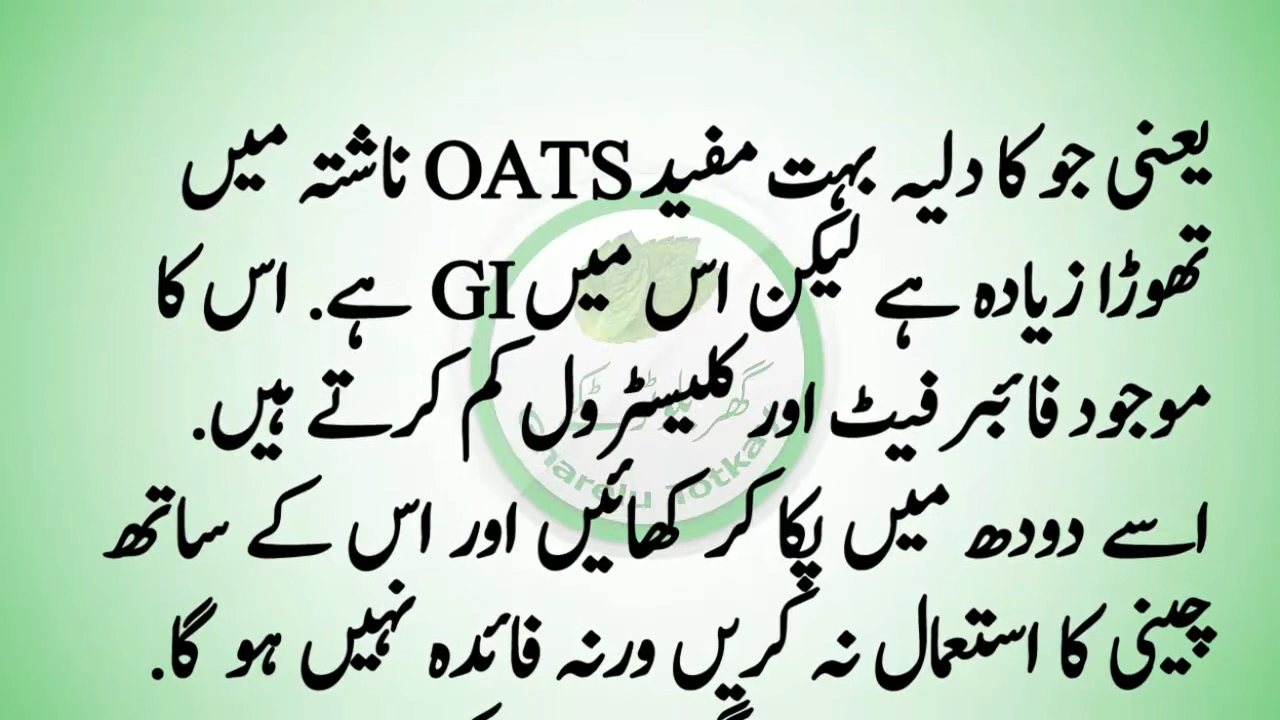 یعنی جو کا دلیہ بہت مفید OATS ناشتہ میں
تھوڑا زیادہ ہے لیکن اس میں GI ہے. اس کا
موجود فائبر فیٹ اور کلیسٹرول کم کرتے ہیں.
اسے دودھ میں پکا کر کھائیں اور اس کے ساتھ
چینی کا استعمال نہ کریں ورنہ فائدہ نہیں ہو گا.